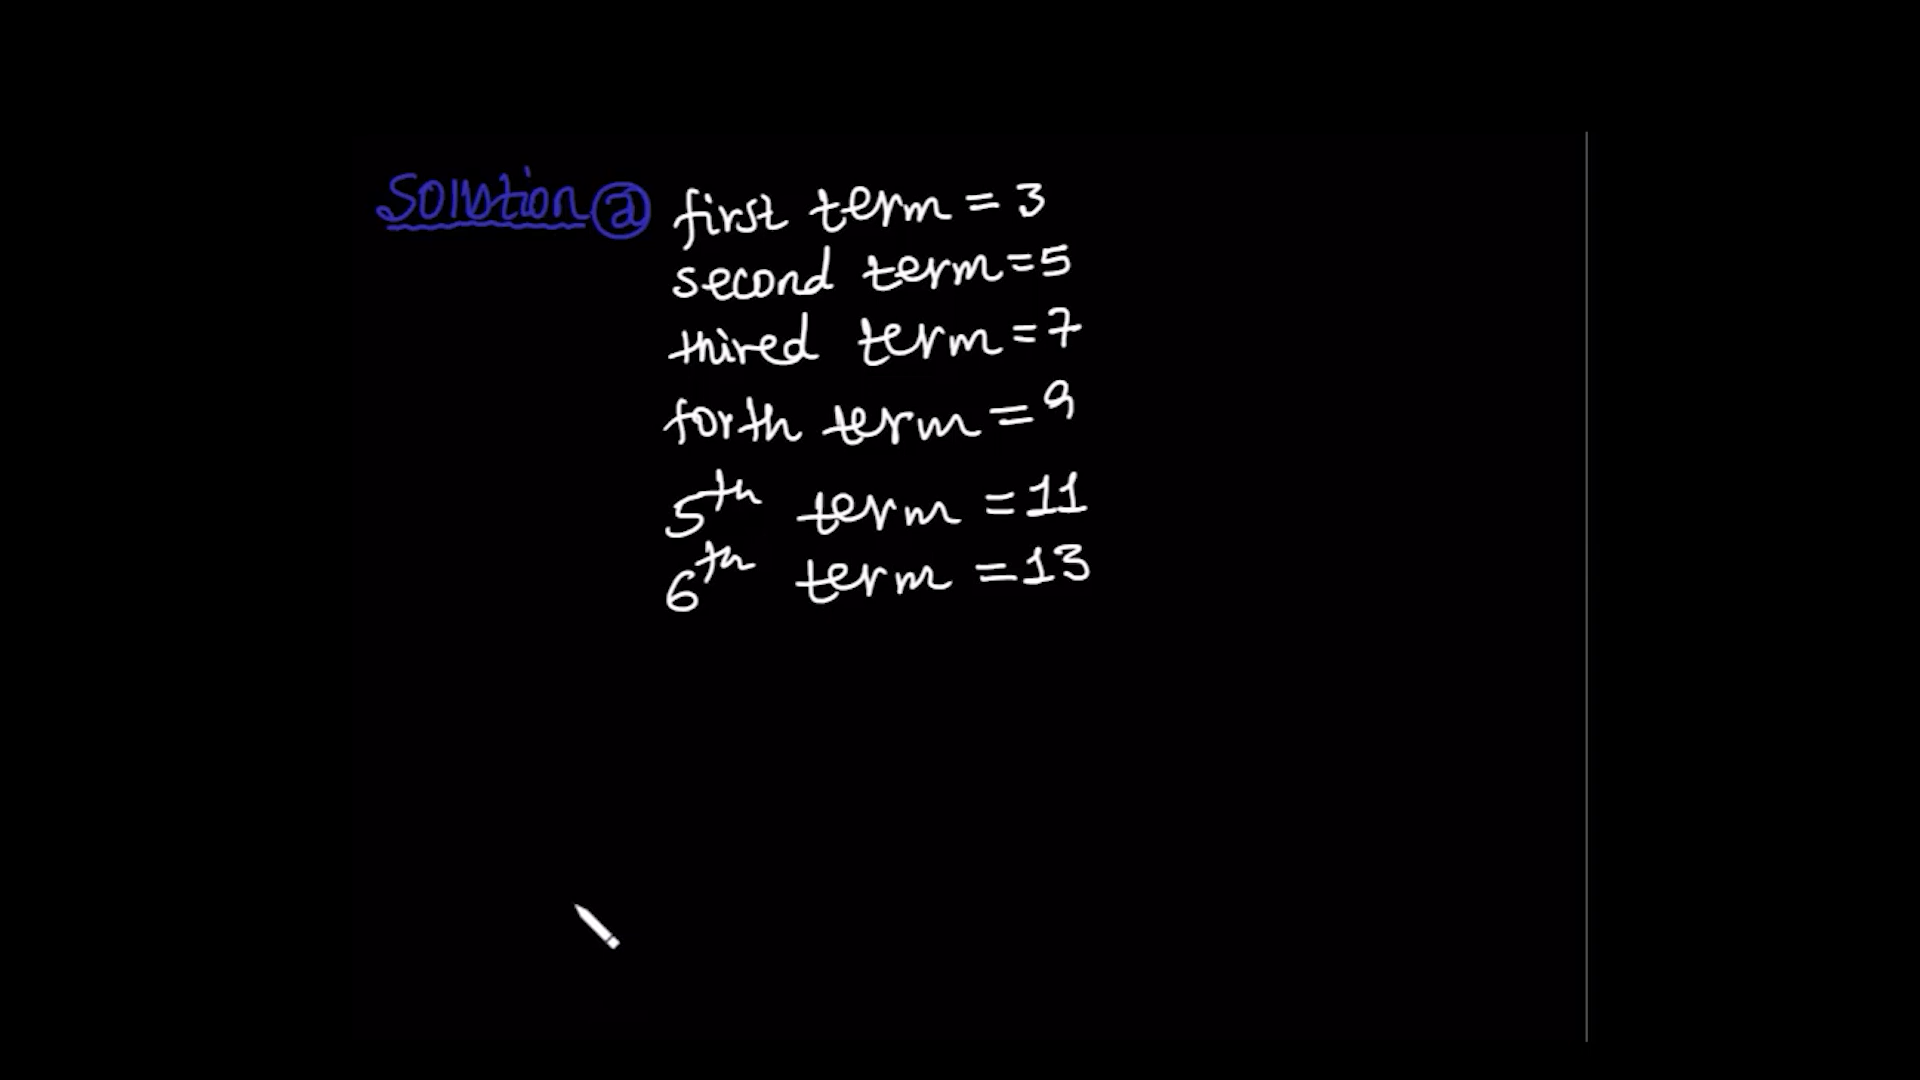 Solution ⓐ first term = 3
second term = 5
thired term = 7
forth term = 9
5th term = 11
6th term = 13